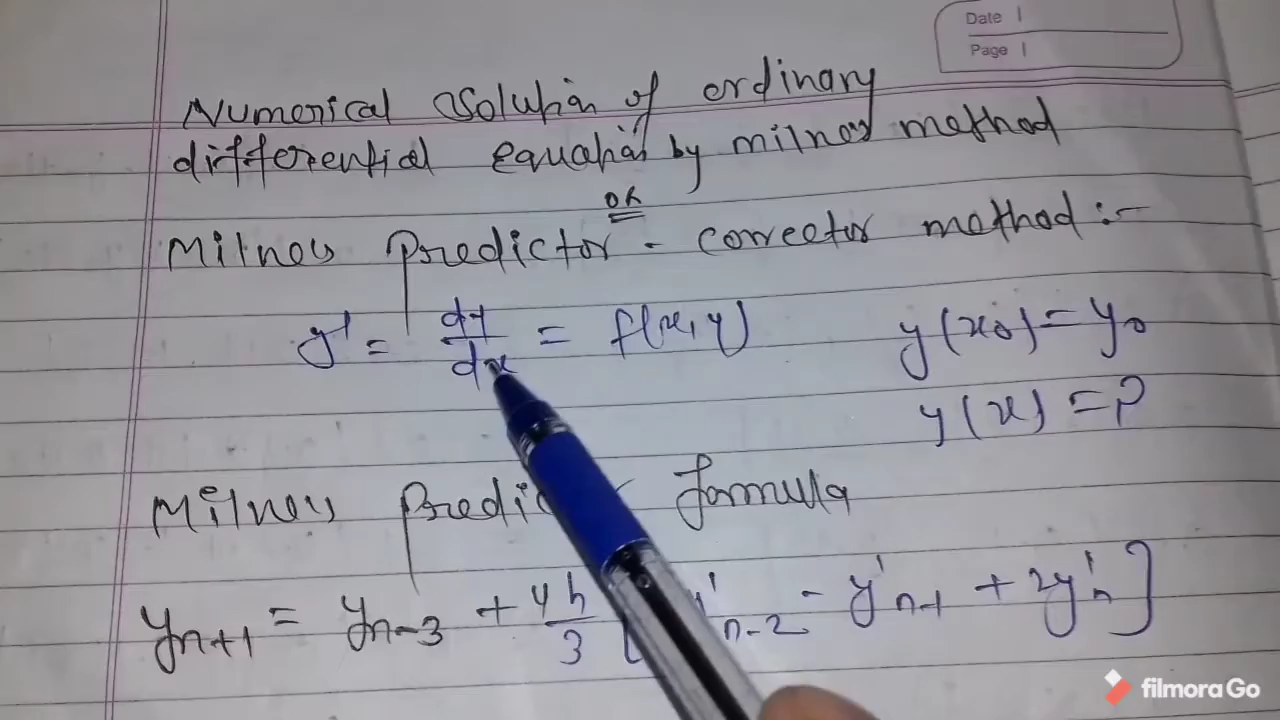 Date
Page
Numerical solution of ordinary
differential equation by milnes method
OR
Milnes Predictor - corrector method :-
y' = dy/dx = f(x, y) y(x₀) = y₀
y(x) = ?
Milnes Predic formula
yₙ₊₁ = yₙ₋₃ + 4h/3 [ y'ₙ₋₂ - y'ₙ₋₁ + 2y'ₙ ]
filmora Go